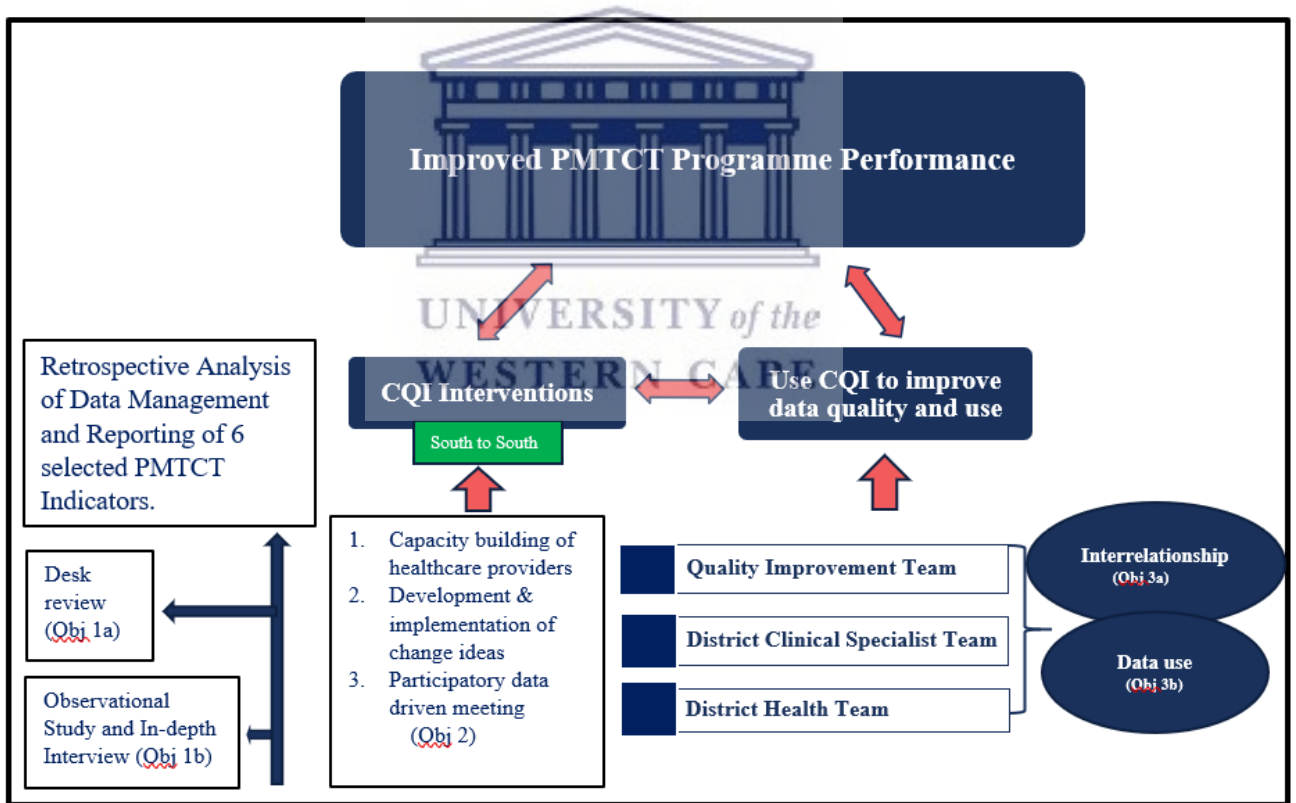 Improved PMTCT Programme Performance
UNIVERSITY of the
WESTERN CAPE
Retrospective Analysis
of Data Management
and Reporting of 6
selected PMTCT
Indicators.
Desk
review
(Obj 1a)
Observational
Study and In-depth
Interview (Obj 1b)
CQI Interventions
South to South
1. Capacity building of
healthcare providers
2. Development &
implementation of
change ideas
3. Participatory data
driven meeting
(Obj 2)
Use CQI to improve
data quality and use
Quality Improvement Team
District Clinical Specialist Team
District Health Team
Interrelationship
(Obj 3a)
Data use
(Obj 3b)